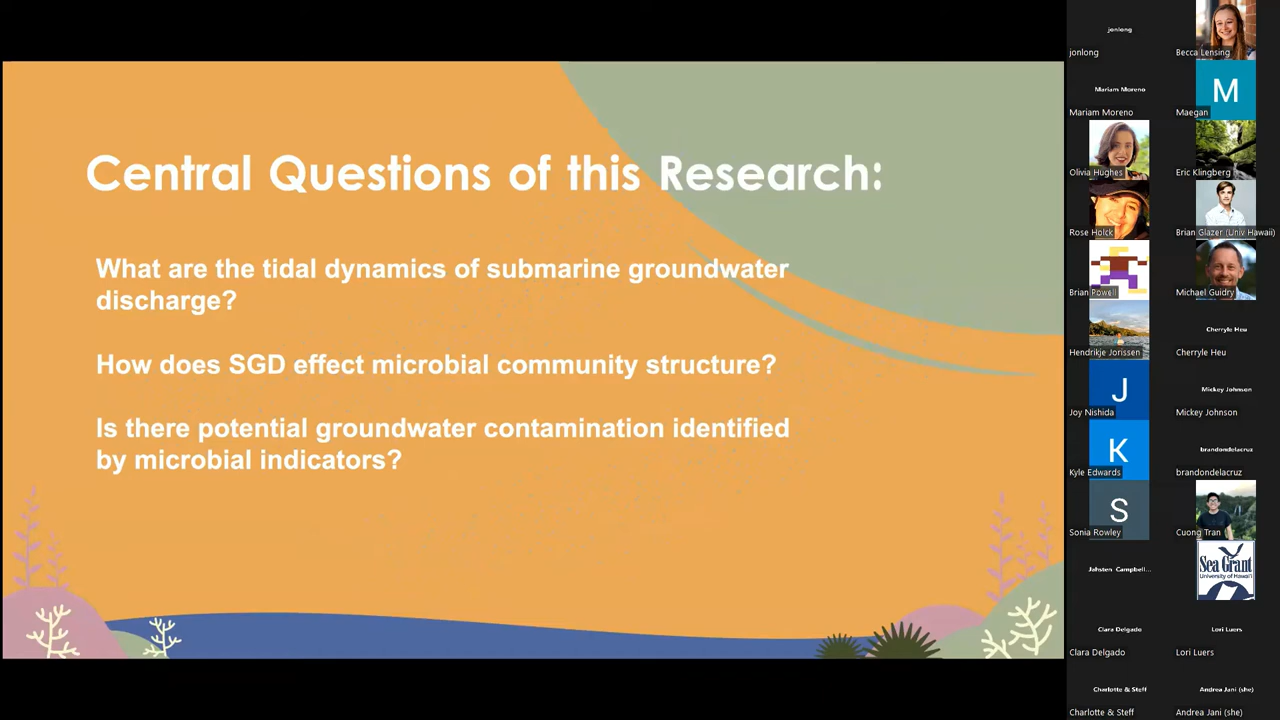 Central Questions of this Research:
What are the tidal dynamics of submarine groundwater
discharge?
How does SGD effect microbial community structure?
Is there potential groundwater contamination identified
by microbial indicators?
jonlong
jonlong
Becca Lensing
Mariam Moreno
Mariam Moreno
M
Maegan
Olivia Hughes
Eric Klingberg
Rose Holck
Brian Glazer (Univ Hawaii)
Brian Powell
Michael Guidry
Hendrikje Jorissen
Cherryle Heu
Cherryle Heu
J
Joy Nishida
Mickey Johnson
Mickey Johnson
K
Kyle Edwards
brandondelacruz
brandondelacruz
S
Sonia Rowley
Cuong Tran
Jahsten Campbell...
Sea Grant
University of Hawai'i
Clara Delgado
Clara Delgado
Lori Luers
Lori Luers
Charlotte & Steff
Charlotte & Steff
Andrea Jani (she)
Andrea Jani (she)